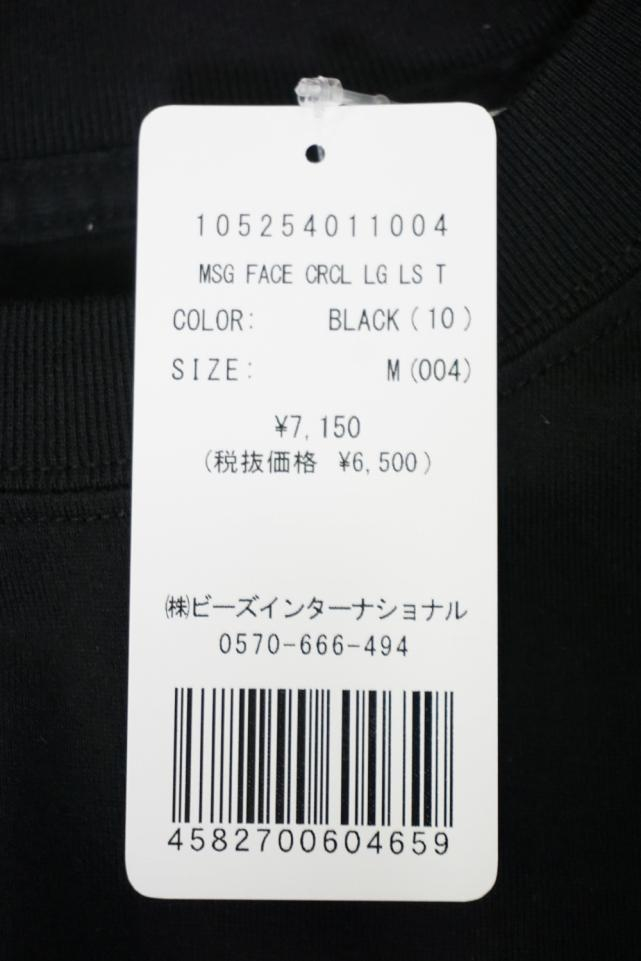 105254011004
MSG FACE CRCL LG LS T
COLOR: BLACK(10)
SIZE: M(004)
¥7,150
(税抜価格 ¥6,500)
㈱ビーズインターナショナル
0570-666-494
4582700604659